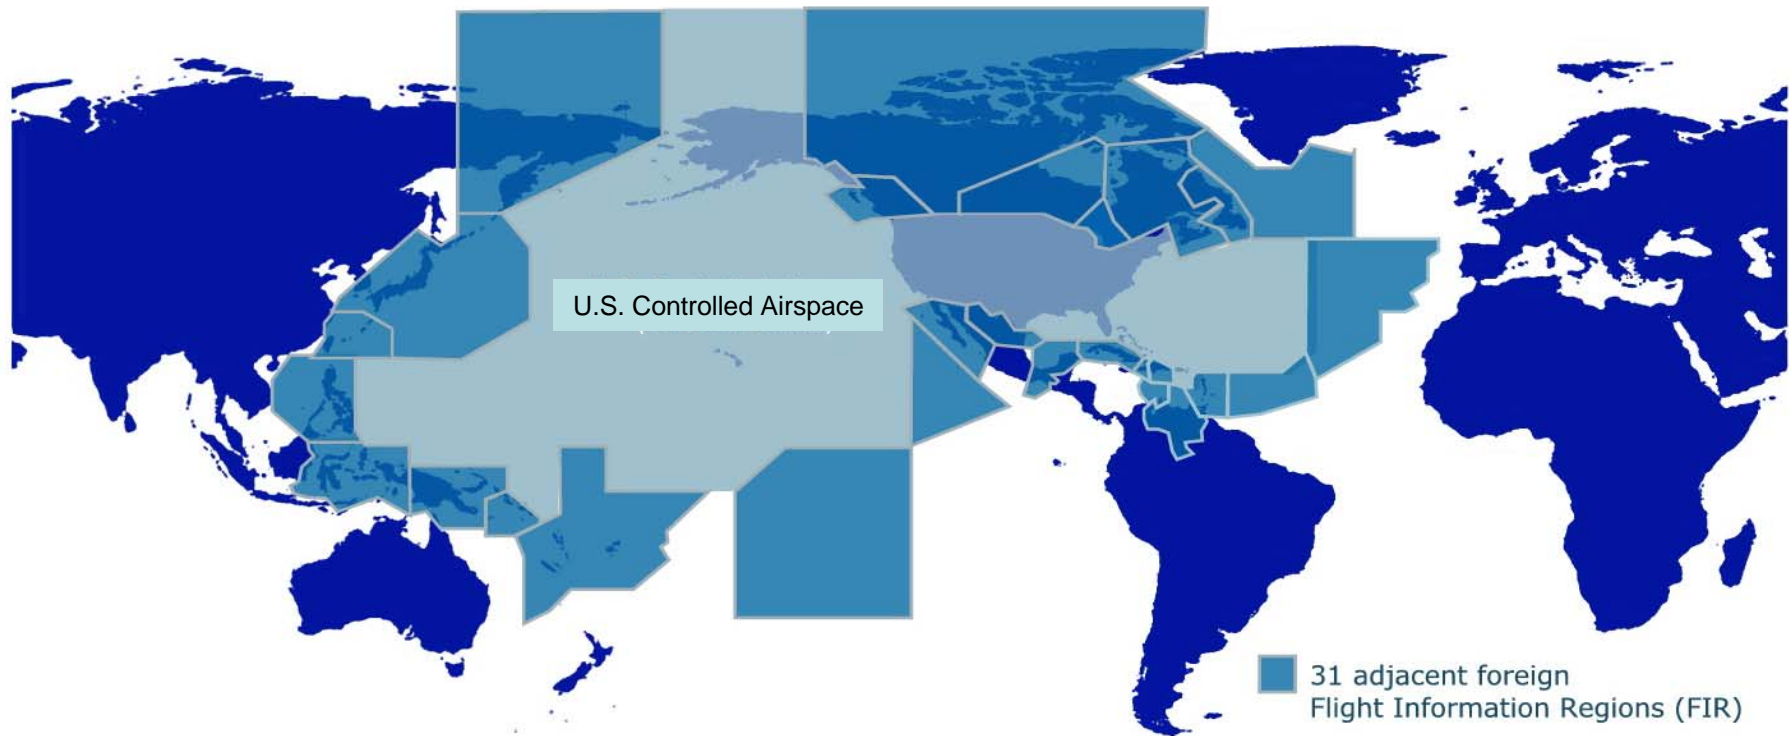 U.S. Controlled Airspace
31 adjacent foreign
Flight Information Regions (FIR)